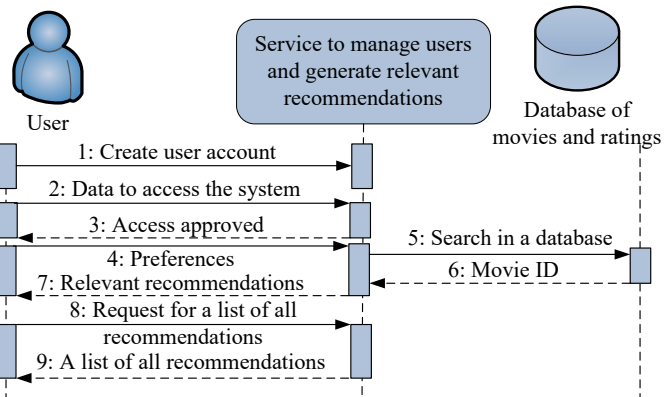 Service to manage users
and generate relevant
recommendations
User
Database of
movies and ratings
1: Create user account
2: Data to access the system
3: Access approved
4: Preferences
5: Search in a database
6: Movie ID
7: Relevant recommendations
8: Request for a list of all
recommendations
9: A list of all recommendations